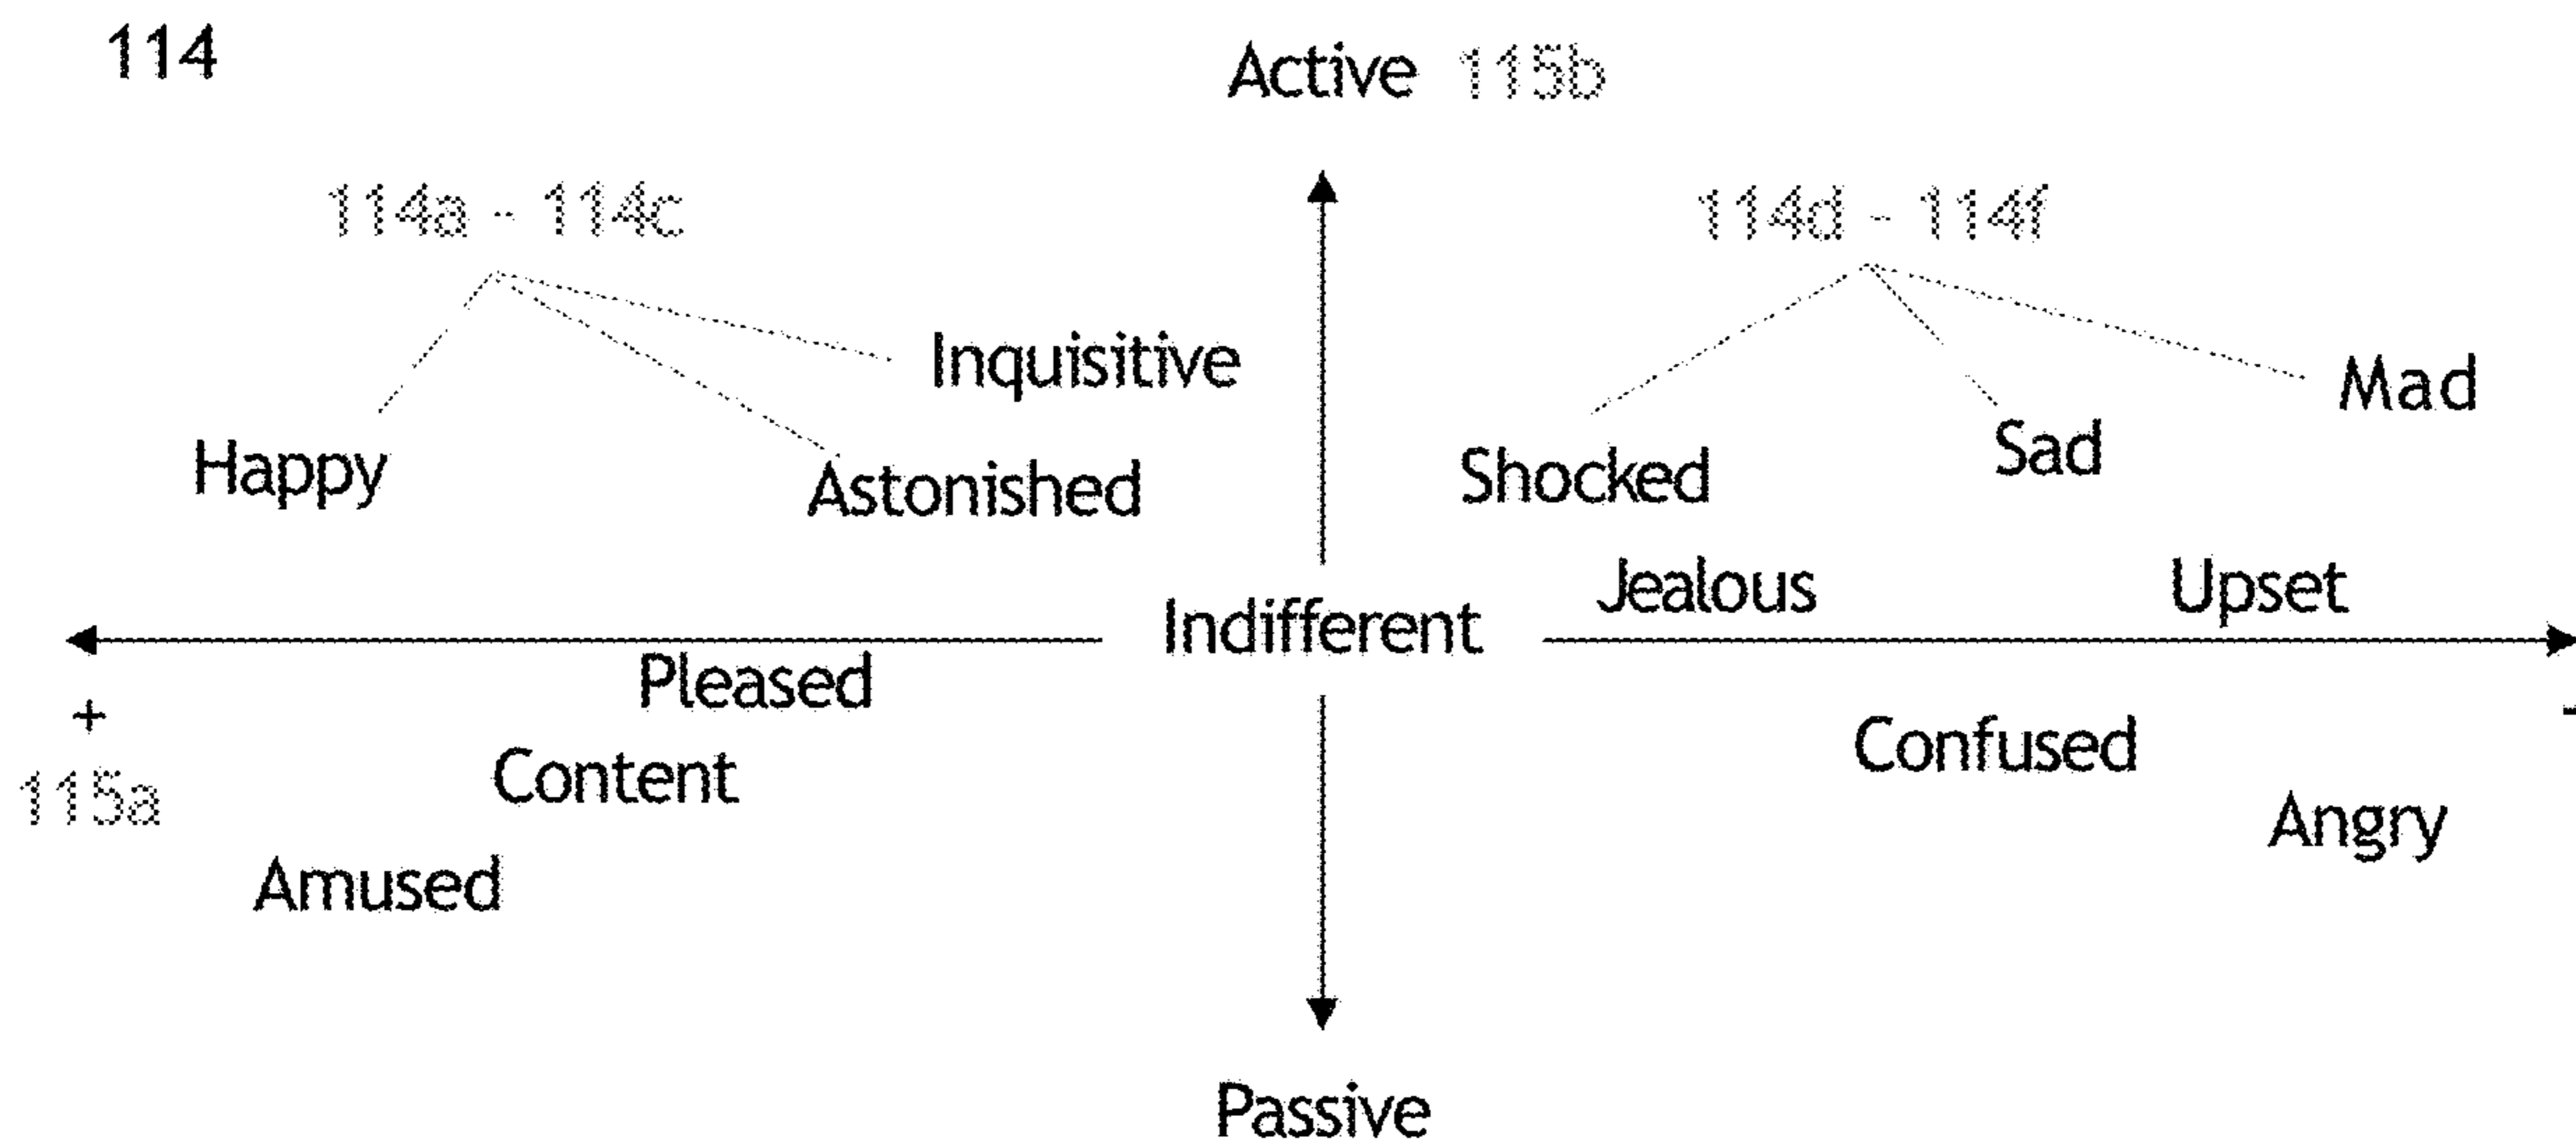 114
Active 115b
114a - 114c
114d - 114f
Inquisitive
Mad
Happy
Astonished
Shocked
Sad
Jealous
Upset
Indifferent
Pleased
+
-
Content
Confused
115a
Angry
Amused
Passive